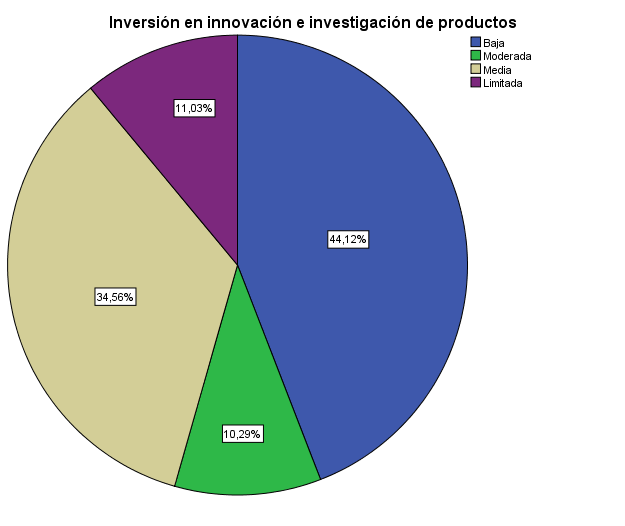 Inversión en innovación e investigación de productos
Baja
Moderada
Media
Limitada
11,03%
44,12%
34,56%
10,29%